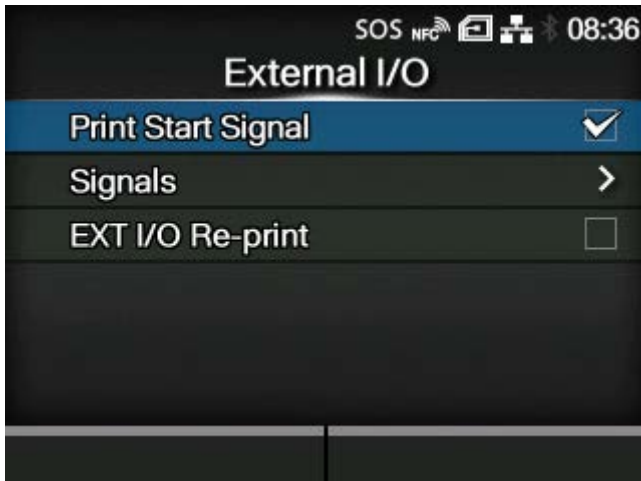 SOS NFC 08:36
External I/O
Print Start Signal
Signals
EXT I/O Re-print